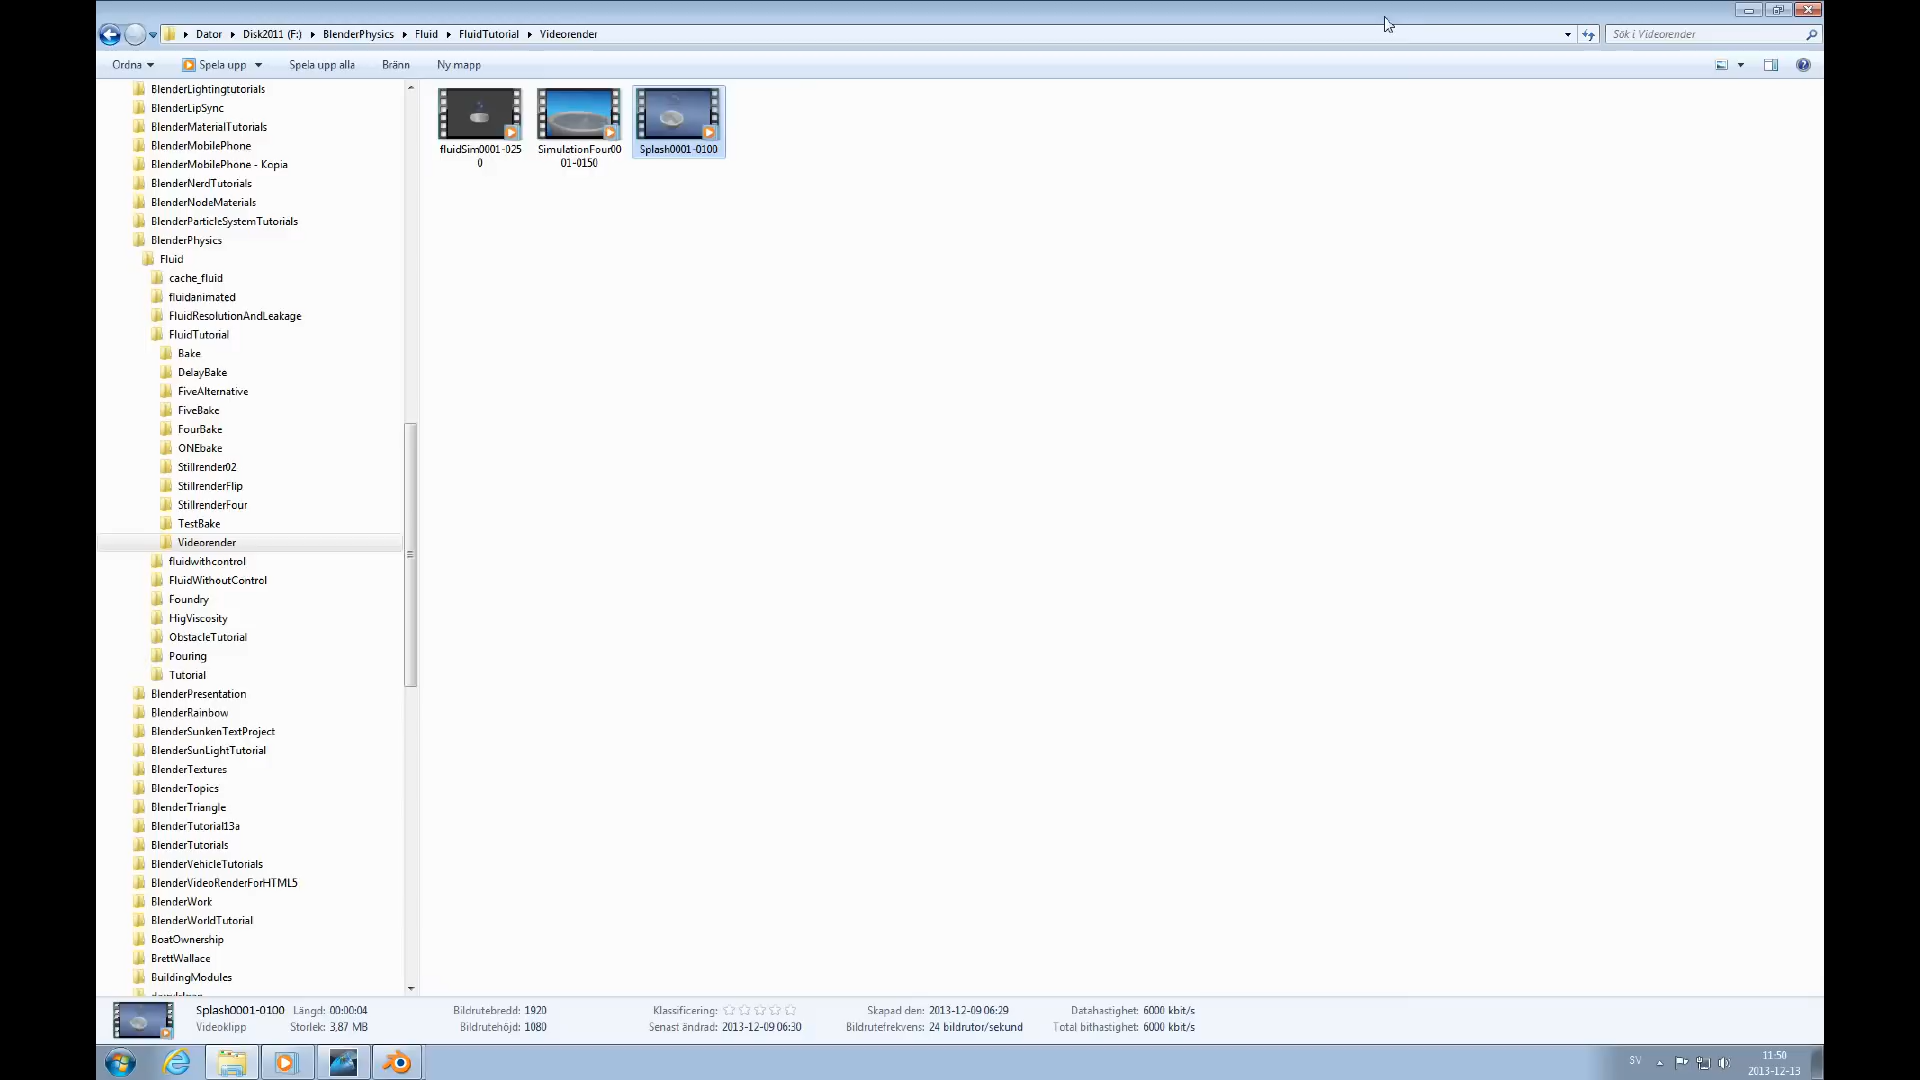 Dator Disk2011 (F:) BlenderPhysics Fluid FluidTutorial Videorender
Sök i Videorender
Ordna Spela upp Spela upp alla Bränn Ny mapp
BlenderLightingtutorials
BlenderLipSync
BlenderMaterialTutorials
BlenderMobilePhone
BlenderMobilePhone - Kopia
BlenderNerdTutorials
BlenderNodeMaterials
BlenderParticleSystemTutorials
BlenderPhysics
Fluid
cache_fluid
fluidanimated
FluidResolutionAndLeakage
FluidTutorial
Bake
DelayBake
FiveAlternative
FiveBake
FourBake
ONEbake
Stillrender02
StillrenderFlip
StillrenderFour
TestBake
Videorender
fluidwithcontrol
FluidWithoutControl
Foundry
HigViscosity
ObstacleTutorial
Pouring
Tutorial
BlenderPresentation
BlenderRainbow
BlenderSunkenTextProject
BlenderSunLightTutorial
BlenderTextures
BlenderTopics
BlenderTriangle
BlenderTutorial13a
BlenderTutorials
BlenderVehicleTutorials
BlenderVideoRenderForHTML5
BlenderWork
BlenderWorldTutorial
BoatOwnership
BrettWallace
BuildingModules
fluidSim0001-025
0
SimulationFour00
01-0150
Splash0001-0100
Splash0001-0100 Längd: 00:00:04 Bildrutebredd: 1920 Klassificering: Skapad den: 2013-12-09 06:29 Datahastighet: 6000 kbit/s
Videoklipp Storlek: 3,87 MB Bildrutehöjd: 1080 Senast ändrad: 2013-12-09 06:30 Bildrutefrekvens: 24 bildrutor/sekund Total bithastighet: 6000 kbit/s
SV
11:50
2013-12-13